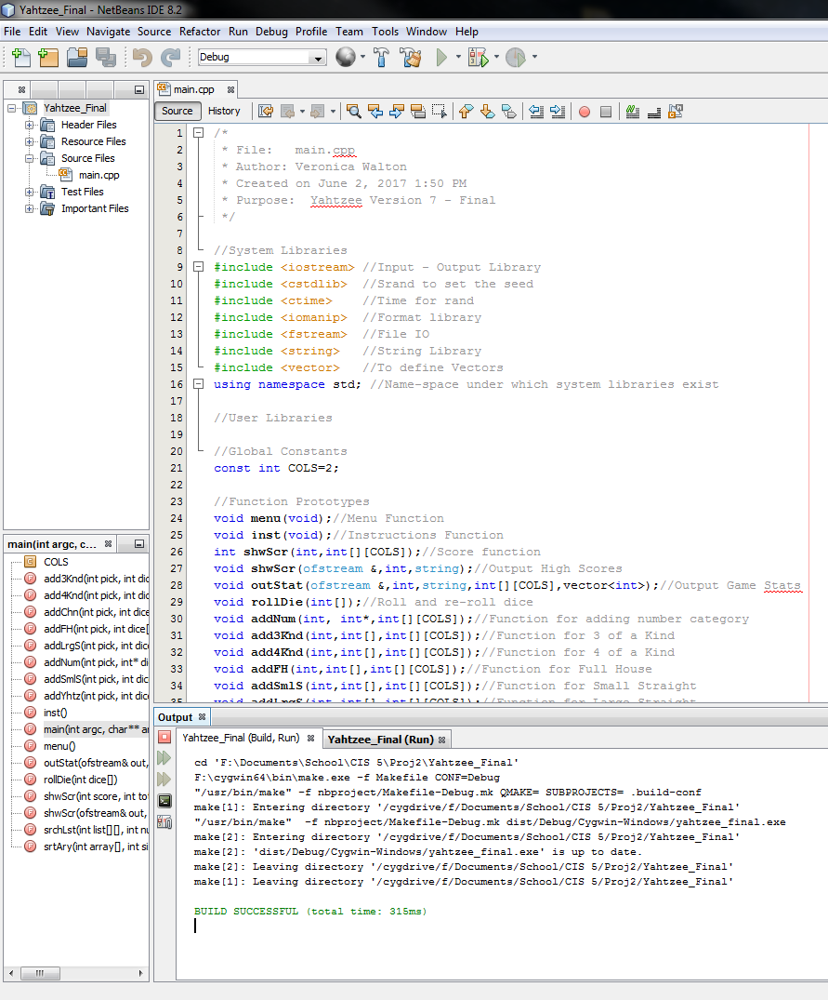 Yahtzee_Final - NetBeans IDE 8.2
File Edit View Navigate Source Refactor Run Debug Profile Team Tools Window Help
Debug
Yahtzee_Final
Header Files
Resource Files
Source Files
main.cpp
Test Files
Important Files
main(int argc, c...
COLS
add3Knd(int pick, int dic
add4Knd(int pick, int dic
addChn(int pick, int dice
addFH(int pick, int dice[
addLrgS(int pick, int dice
addNum(int pick, int* di
addSmlS(int pick, int dic
addYhtz(int pick, int dice
inst()
main(int argc, char** ar
menu()
outStat(ofstream& out,
rollDie(int dice[])
shwScr(int score, int tot
shwScr(ofstream& out,
srchLst(int list[][], int nu
srtAry(int array[], int si
main.cpp
Source History
1 /*
2 * File:   main.cpp
3 * Author: Veronica Walton
4 * Created on June 2, 2017 1:50 PM
5 * Purpose:  Yahtzee Version 7 - Final
6 */
7
8 //System Libraries
9 #include <iostream> //Input - Output Library
10 #include <cstdlib>  //Srand to set the seed
11 #include <ctime>    //Time for rand
12 #include <iomanip>  //Format library
13 #include <fstream>  //File IO
14 #include <string>   //String Library
15 #include <vector>   //To define Vectors
16 using namespace std; //Name-space under which system libraries exist
17
18 //User Libraries
19
20 //Global Constants
21 const int COLS=2;
22
23 //Function Prototypes
24 void menu(void);//Menu Function
25 void inst(void);//Instructions Function
26 int shwScr(int,int[][COLS]);//Score function
27 void shwScr(ofstream &,int,string);//Output High Scores
28 void outStat(ofstream &,int,string,int[][COLS],vector<int>);//Output Game Stats
29 void rollDie(int[]);//Roll and re-roll dice
30 void addNum(int, int*,int[][COLS]);//Function for adding number category
31 void add3Knd(int,int[],int[][COLS]);//Function for 3 of a Kind
32 void add4Knd(int,int[],int[][COLS]);//Function for 4 of a Kind
33 void addFH(int,int[],int[][COLS]);//Function for Full House
34 void addSmlS(int,int[],int[][COLS]);//Function for Small Straight
35 void addLrgS(int,int[],int[][COLS]);//Function for Large Straight
Output
Yahtzee_Final (Build, Run) Yahtzee_Final (Run)
cd 'F:\Documents\School\CIS 5\Proj2\Yahtzee_Final'
F:\cygwin64\bin\make.exe -f Makefile CONF=Debug
"/usr/bin/make" -f nbproject/Makefile-Debug.mk QMAKE= SUBPROJECTS= .build-conf
make[1]: Entering directory '/cygdrive/f/Documents/School/CIS 5/Proj2/Yahtzee_Final'
"/usr/bin/make"  -f nbproject/Makefile-Debug.mk dist/Debug/Cygwin-Windows/yahtzee_final.exe
make[2]: Entering directory '/cygdrive/f/Documents/School/CIS 5/Proj2/Yahtzee_Final'
make[2]: 'dist/Debug/Cygwin-Windows/yahtzee_final.exe' is up to date.
make[2]: Leaving directory '/cygdrive/f/Documents/School/CIS 5/Proj2/Yahtzee_Final'
make[1]: Leaving directory '/cygdrive/f/Documents/School/CIS 5/Proj2/Yahtzee_Final'
BUILD SUCCESSFUL (total time: 315ms)